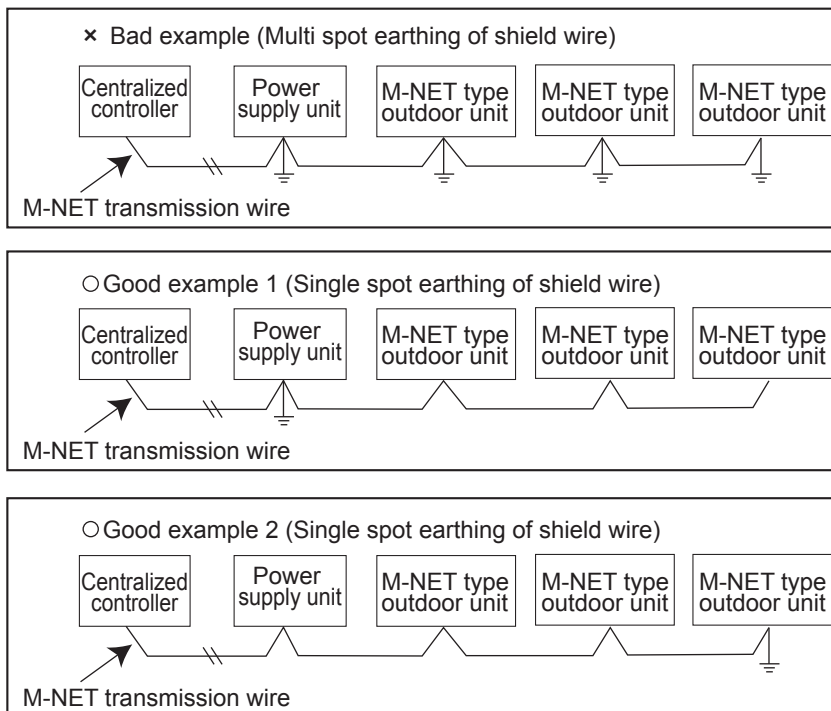 × Bad example (Multi spot earthing of shield wire)
Centralized
controller
Power
supply unit
M-NET type
outdoor unit
M-NET type
outdoor unit
M-NET type
outdoor unit
M-NET transmission wire
○ Good example 1 (Single spot earthing of shield wire)
Centralized
controller
Power
supply unit
M-NET type
outdoor unit
M-NET type
outdoor unit
M-NET type
outdoor unit
M-NET transmission wire
○ Good example 2 (Single spot earthing of shield wire)
Centralized
controller
Power
supply unit
M-NET type
outdoor unit
M-NET type
outdoor unit
M-NET type
outdoor unit
M-NET transmission wire